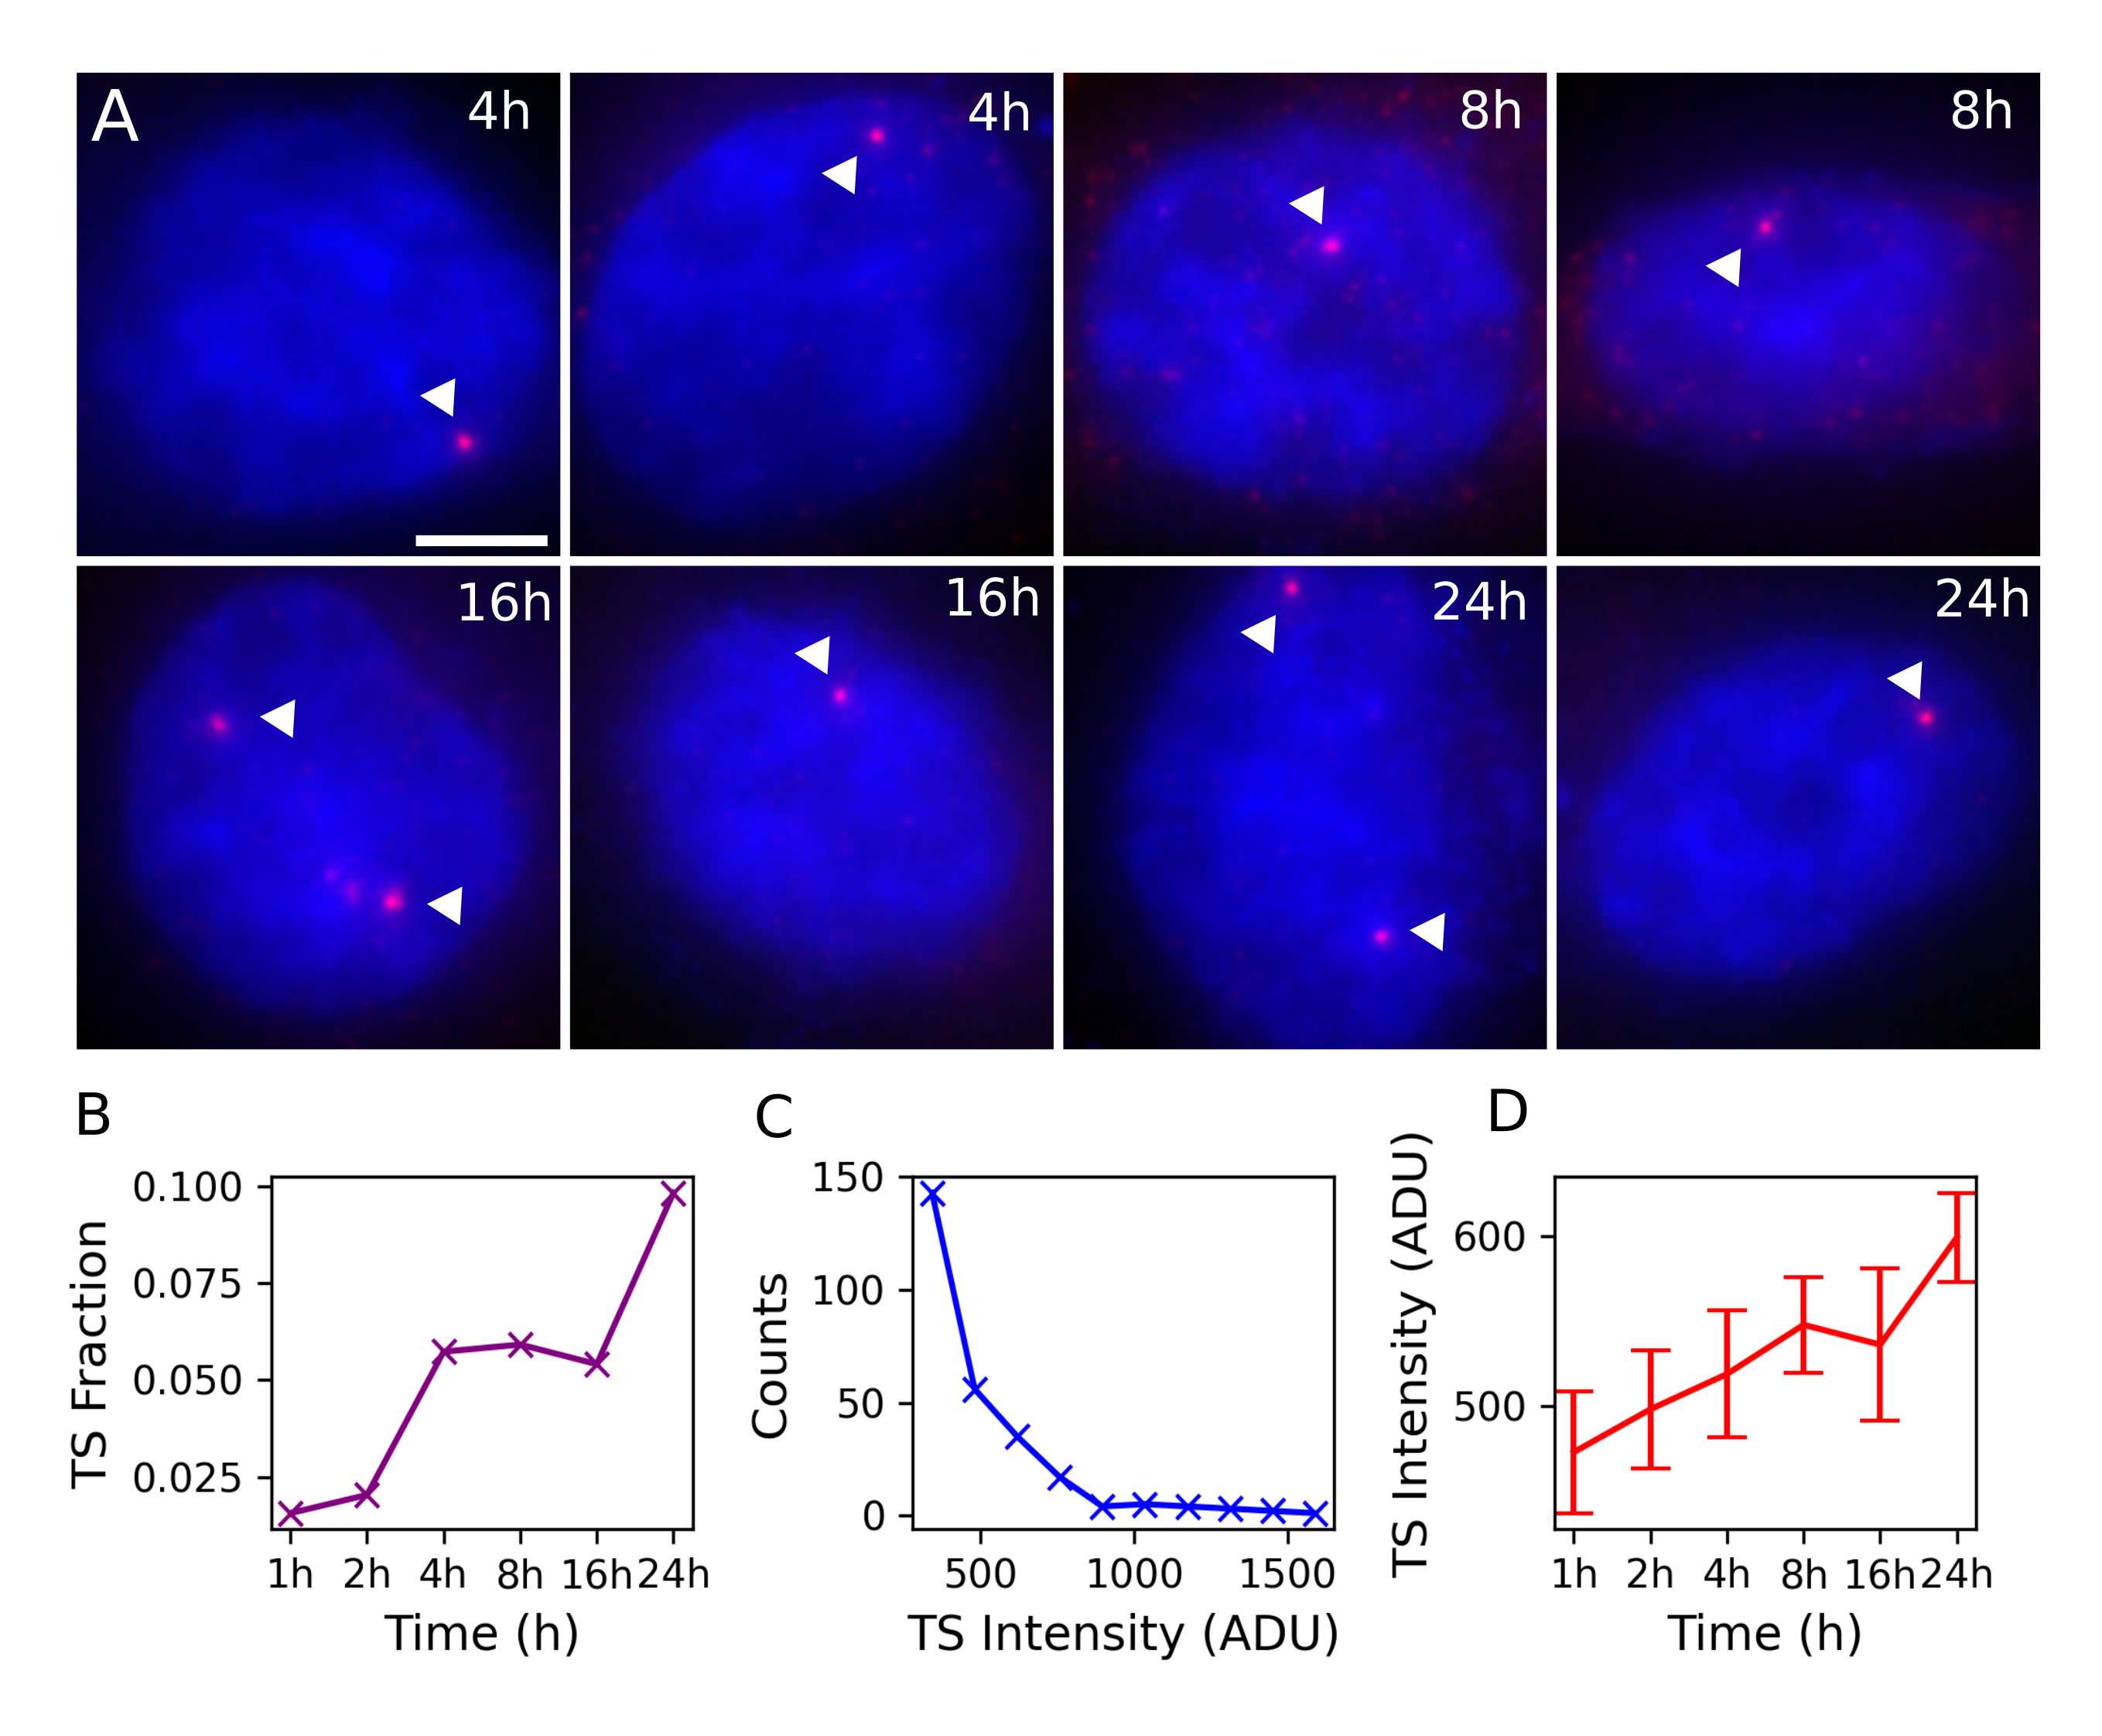 A
4h
4h
8h
8h
16h
16h
24h
24h
B
TS Fraction
0.100
0.075
0.050
0.025
1h 2h 4h 8h 16h 24h
Time (h)
C
Counts
150
100
50
0
500 1000 1500
TS Intensity (ADU)
D
TS Intensity (ADU)
600
500
1h 2h 4h 8h 16h 24h
Time (h)